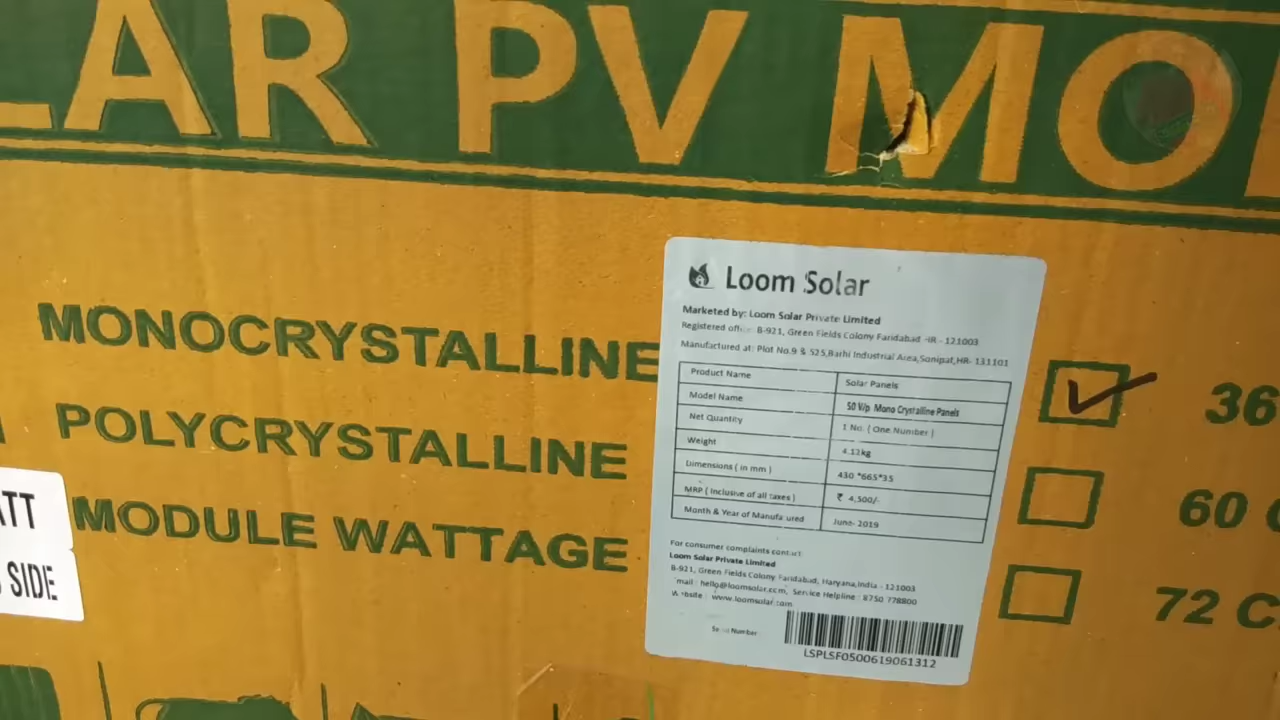 LAR PV MO
Loom Solar
Marketed by: Loom Solar Private Limited
Registered office: B-921, Green Fields Colony Faridabad HR - 121003
Manufactured at: Plot No.9 & 525,Barhi Industrial Area,Sonipat,HR- 131101
Product Name Solar Panels
Model Name 50 W/p Mono Crystalline Panels
Net Quantity 1 No. ( One Number )
Weight 4.12kg
Dimensions ( in mm ) 430 *665*35
MRP ( Inclusive of all taxes ) ₹ 4,500/-
Month & Year of Manufatured June- 2019
For consumer complaints contact
Loom Solar Private Limited
B-921, Green Fields Colony Faridabad, Haryana,India - 121003
Email : hello@loomsolar.com, Service Helpline : 8750 778800
Website : www.loomsolar.com
Serial Number
LSPLSF0500619061312
MONOCRYSTALLINE
POLYCRYSTALLINE
MODULE WATTAGE
36
60 C
72 C
ATT
SIDE